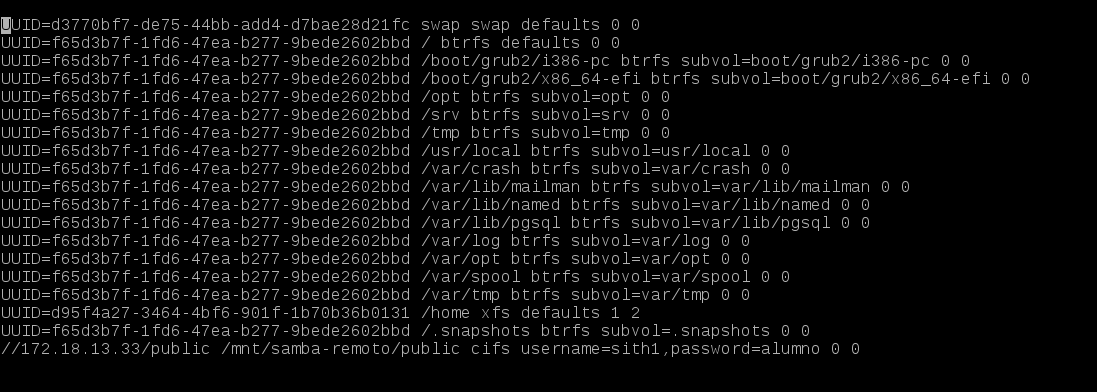 UUID=d3770bf7-de75-44bb-add4-d7bae28d21fc swap swap defaults 0 0
UUID=f65d3b7f-1fd6-47ea-b277-9bede2602bbd / btrfs defaults 0 0
UUID=f65d3b7f-1fd6-47ea-b277-9bede2602bbd /boot/grub2/i386-pc btrfs subvol=boot/grub2/i386-pc 0 0
UUID=f65d3b7f-1fd6-47ea-b277-9bede2602bbd /boot/grub2/x86_64-efi btrfs subvol=boot/grub2/x86_64-efi 0 0
UUID=f65d3b7f-1fd6-47ea-b277-9bede2602bbd /opt btrfs subvol=opt 0 0
UUID=f65d3b7f-1fd6-47ea-b277-9bede2602bbd /srv btrfs subvol=srv 0 0
UUID=f65d3b7f-1fd6-47ea-b277-9bede2602bbd /tmp btrfs subvol=tmp 0 0
UUID=f65d3b7f-1fd6-47ea-b277-9bede2602bbd /usr/local btrfs subvol=usr/local 0 0
UUID=f65d3b7f-1fd6-47ea-b277-9bede2602bbd /var/crash btrfs subvol=var/crash 0 0
UUID=f65d3b7f-1fd6-47ea-b277-9bede2602bbd /var/lib/mailman btrfs subvol=var/lib/mailman 0 0
UUID=f65d3b7f-1fd6-47ea-b277-9bede2602bbd /var/lib/named btrfs subvol=var/lib/named 0 0
UUID=f65d3b7f-1fd6-47ea-b277-9bede2602bbd /var/lib/pgsql btrfs subvol=var/lib/pgsql 0 0
UUID=f65d3b7f-1fd6-47ea-b277-9bede2602bbd /var/log btrfs subvol=var/log 0 0
UUID=f65d3b7f-1fd6-47ea-b277-9bede2602bbd /var/opt btrfs subvol=var/opt 0 0
UUID=f65d3b7f-1fd6-47ea-b277-9bede2602bbd /var/spool btrfs subvol=var/spool 0 0
UUID=f65d3b7f-1fd6-47ea-b277-9bede2602bbd /var/tmp btrfs subvol=var/tmp 0 0
UUID=d95f4a27-3464-4bf6-901f-1b70b36b0131 /home xfs defaults 1 2
UUID=f65d3b7f-1fd6-47ea-b277-9bede2602bbd /.snapshots btrfs subvol=.snapshots 0 0
//172.18.13.33/public /mnt/samba-remoto/public cifs username=sith1,password=alumno 0 0